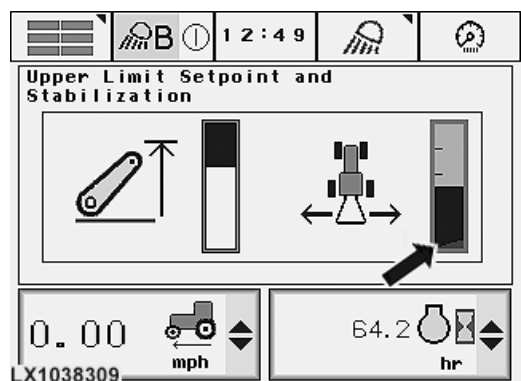 B 12:49
Upper Limit Setpoint and
Stabilization
0.00 mph
64.2 hr
LX1038309